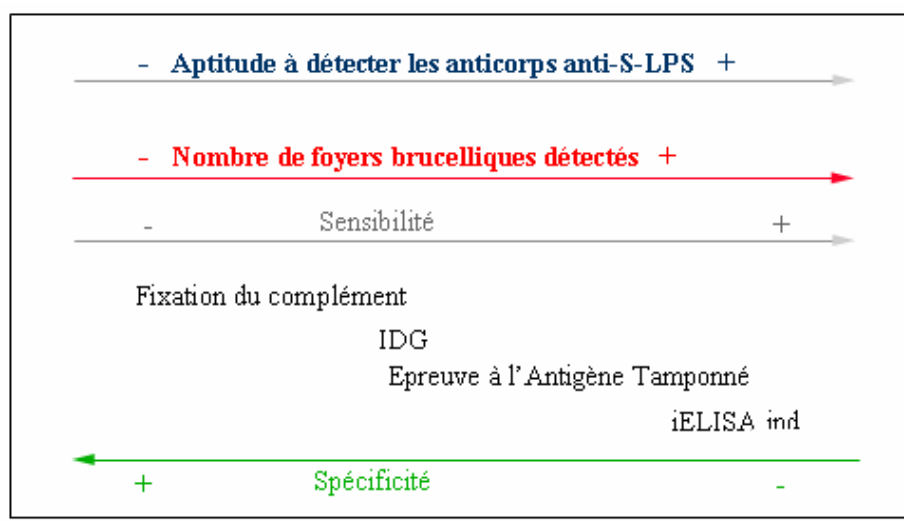 - Aptitude à détecter les anticorps anti-S-LPS +
- Nombre de foyers brucelliques détectés +
- Sensibilité +
Fixation du complément
IDG
Epreuve à l'Antigène Tamponné
iELISA ind
+ Spécificité -